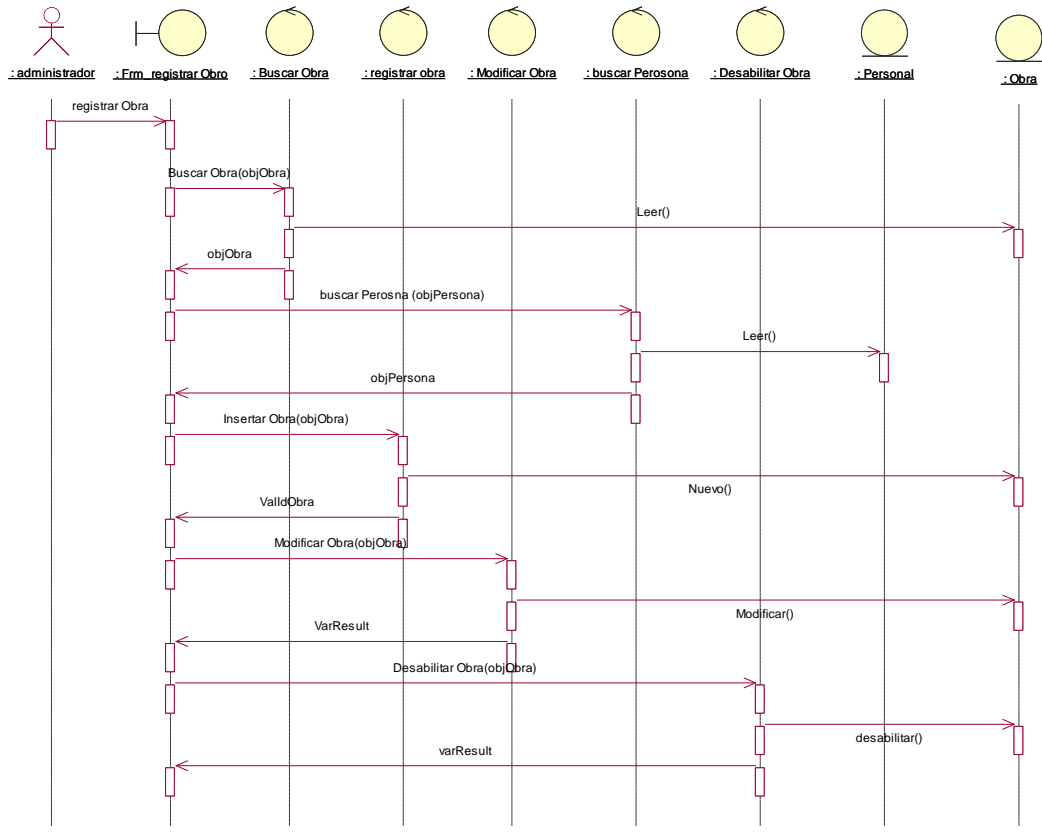 : administrador
: Frm_registrar Obro
: Buscar Obra
: registrar obra
: Modificar Obra
: buscar Perosona
: Desabilitar Obra
: Personal
: Obra
registrar Obra
Buscar Obra(objObra)
Leer()
objObra
buscar Perosna (objPersona)
Leer()
objPersona
Insertar Obra(objObra)
Nuevo()
ValIdObra
Modificar Obra(objObra)
Modificar()
VarResult
Desabilitar Obra(objObra)
desabilitar()
varResult